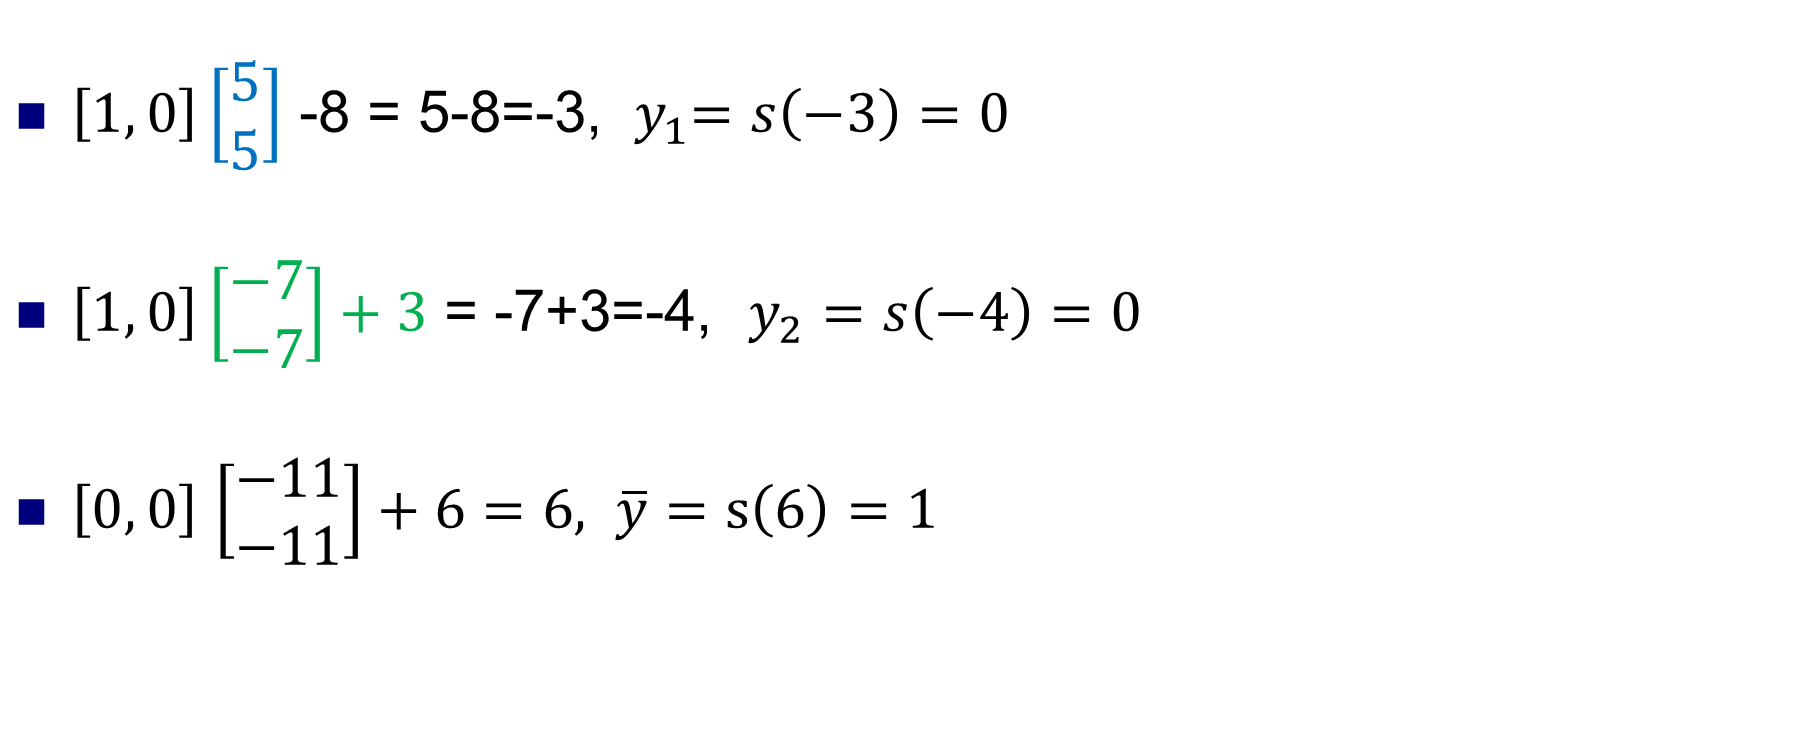 ■ [1, 0] [5 5] -8 = 5-8=-3, y₁= s(−3) = 0
■ [1, 0] [−7 −7] + 3 = -7+3=-4, y₂ = s(−4) = 0
■ [0, 0] [−11 −11] + 6 = 6, y̅ = s(6) = 1